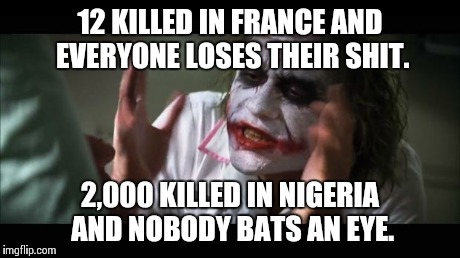 12 KILLED IN FRANCE AND
EVERYONE LOSES THEIR SHIT.
2,000 KILLED IN NIGERIA
AND NOBODY BATS AN EYE.
imgflip.com